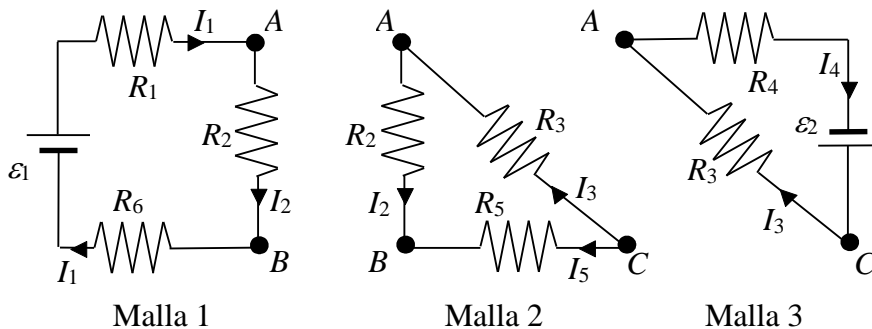 I1 A A A
R1 R4 I4
R2 R2 R3 ε2
ε1 R3
R6 I2 I2 R5 I3 I3
I1 B B I5 C C
Malla 1 Malla 2 Malla 3